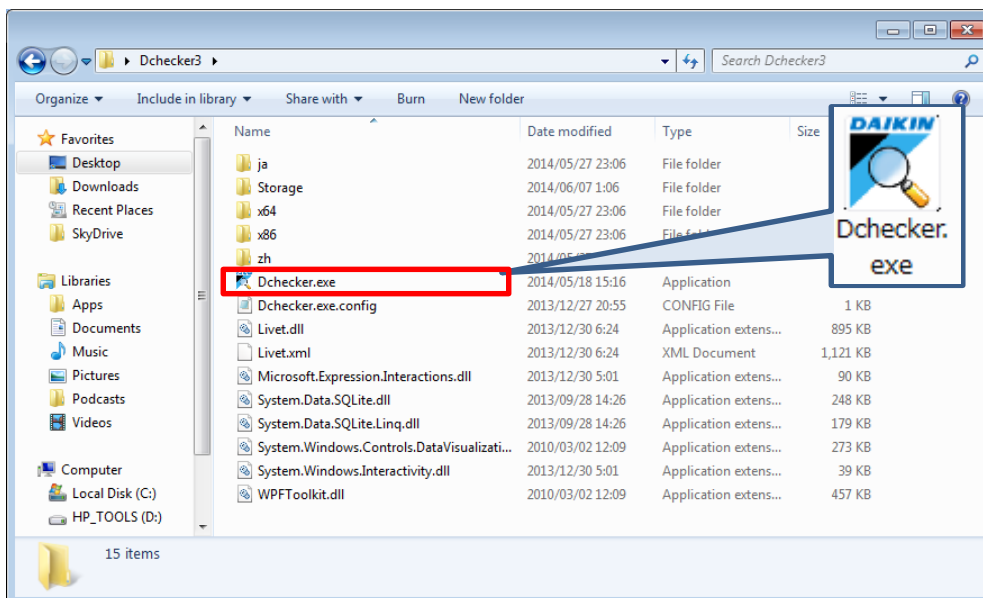 Dchecker3
Search Dchecker3
Organize Include in library Share with Burn New folder
Favorites
Desktop
Downloads
Recent Places
SkyDrive
Libraries
Apps
Documents
Music
Pictures
Podcasts
Videos
Computer
Local Disk (C:)
HP_TOOLS (D:)
Name Date modified Type Size
ja 2014/05/27 23:06 File folder
Storage 2014/06/07 1:06 File folder
x64 2014/05/27 23:06 File folder
x86 2014/05/27 23:06 File folder
zh
Dchecker.exe 2014/05/18 15:16 Application
Dchecker.exe.config 2013/12/27 20:55 CONFIG File 1 KB
Livet.dll 2013/12/30 6:24 Application extens... 895 KB
Livet.xml 2013/12/30 6:24 XML Document 1,121 KB
Microsoft.Expression.Interactions.dll 2013/12/30 5:01 Application extens... 90 KB
System.Data.SQLite.dll 2013/09/28 14:26 Application extens... 248 KB
System.Data.SQLite.Linq.dll 2013/09/28 14:26 Application extens... 179 KB
System.Windows.Controls.DataVisualizati... 2010/03/02 12:09 Application extens... 273 KB
System.Windows.Interactivity.dll 2013/12/30 5:01 Application extens... 39 KB
WPFToolkit.dll 2010/03/02 12:09 Application extens... 457 KB
DAIKIN
Dchecker.
exe
15 items